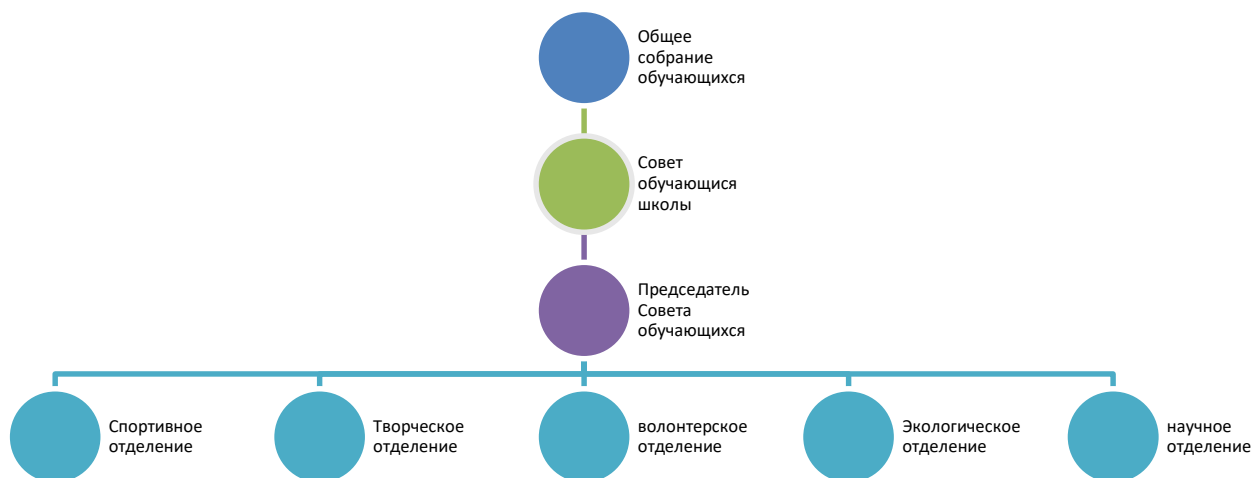 Общее
собрание
обучающихся
Совет
обучающися
школы
Председатель
Совета
обучающихся
Спортивное
отделение
Творческое
отделение
волонтерское
отделение
Экологическое
отделение
научное
отделение